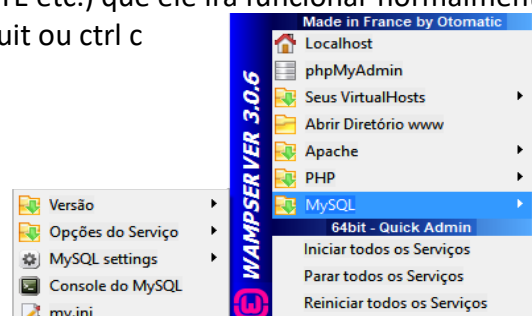 TE etc.) que ele irá funcionar normalment
uit ou ctrl c
Made in France by Otomatic
Localhost
phpMyAdmin
Seus VirtualHosts
Abrir Diretório www
Apache
PHP
MySQL
64bit - Quick Admin
Iniciar todos os Serviços
Parar todos os Serviços
Reiniciar todos os Serviços
WAMPSERVER 3.0.6
Versão
Opções do Serviço
MySQL settings
Console do MySQL
my.ini